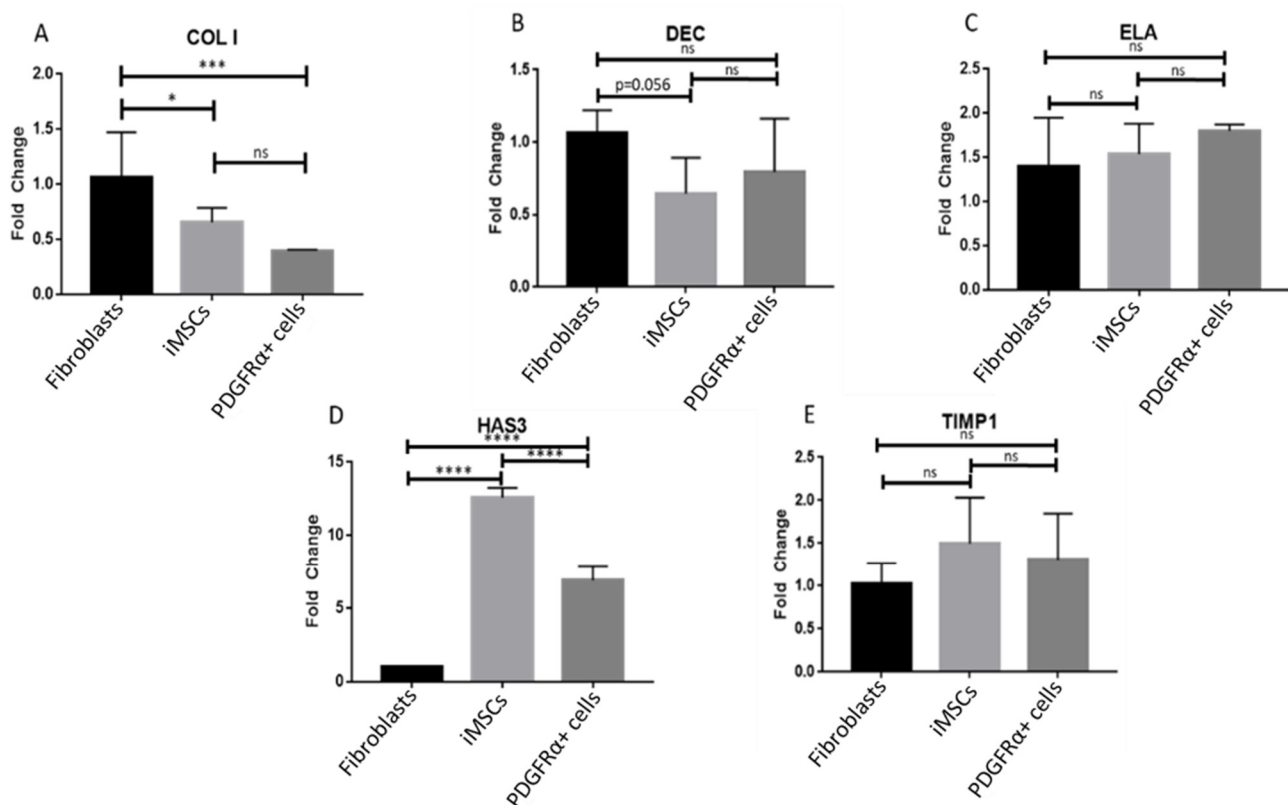 A
COL I
***
*
ns
Fold Change
2.0
1.5
1.0
0.5
0.0
Fibroblasts
iMSCs
PDGFRα+ cells
B
DEC
ns
p=0.056
ns
Fold Change
1.5
1.0
0.5
0.0
Fibroblasts
iMSCs
PDGFRα+ cells
C
ELA
ns
ns
ns
Fold Change
2.5
2.0
1.5
1.0
0.5
0.0
Fibroblasts
iMSCs
PDGFRα+ cells
D
HAS3
****
****
****
Fold Change
15
10
5
0
Fibroblasts
iMSCs
PDGFRα+ cells
E
TIMP1
ns
ns
ns
Fold Change
2.5
2.0
1.5
1.0
0.5
0.0
Fibroblasts
iMSCs
PDGFRα+ cells